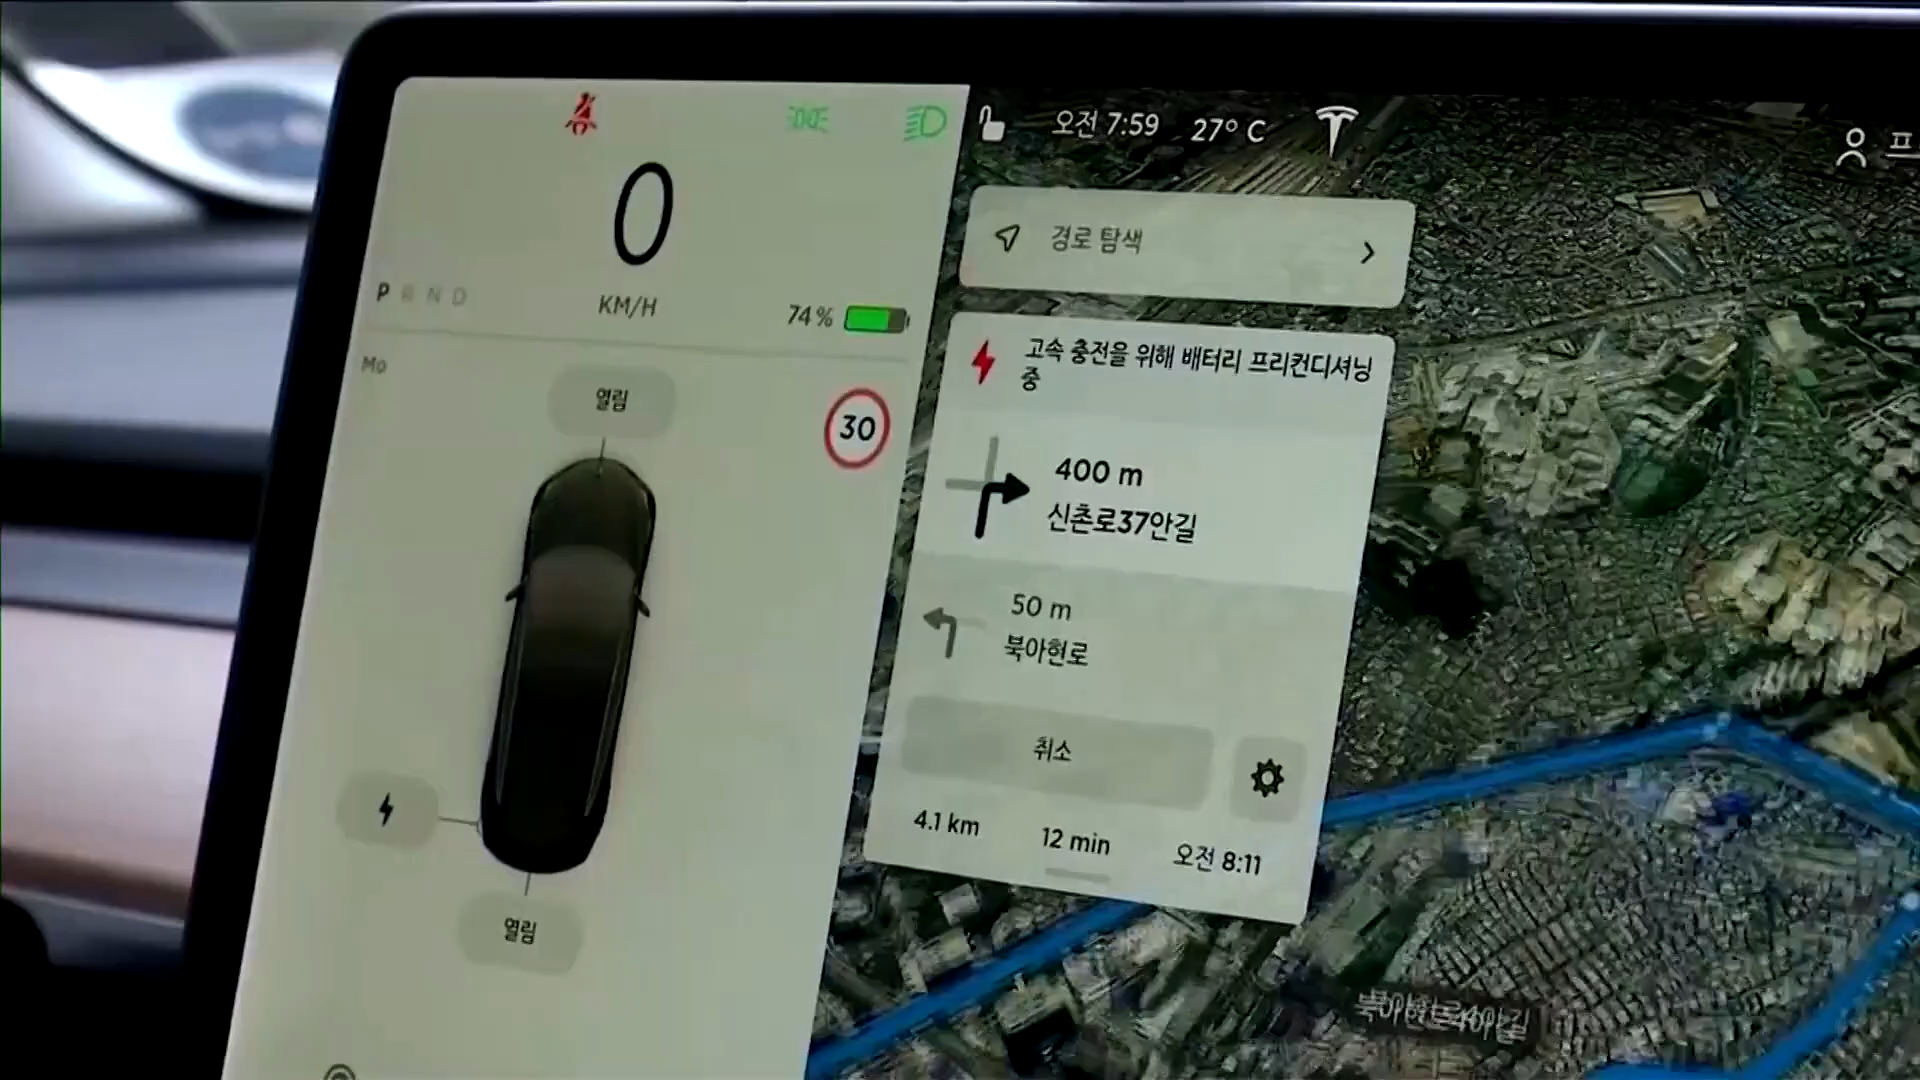 오전 7:59
27° C
프
0
KM/H
P R N D
74%
Mo
열림
30
열림
경로 탐색
고속 충전을 위해 배터리 프리컨디셔닝
중
400 m
신촌로37안길
50 m
북아현로
취소
4.1 km
12 min
오전 8:11